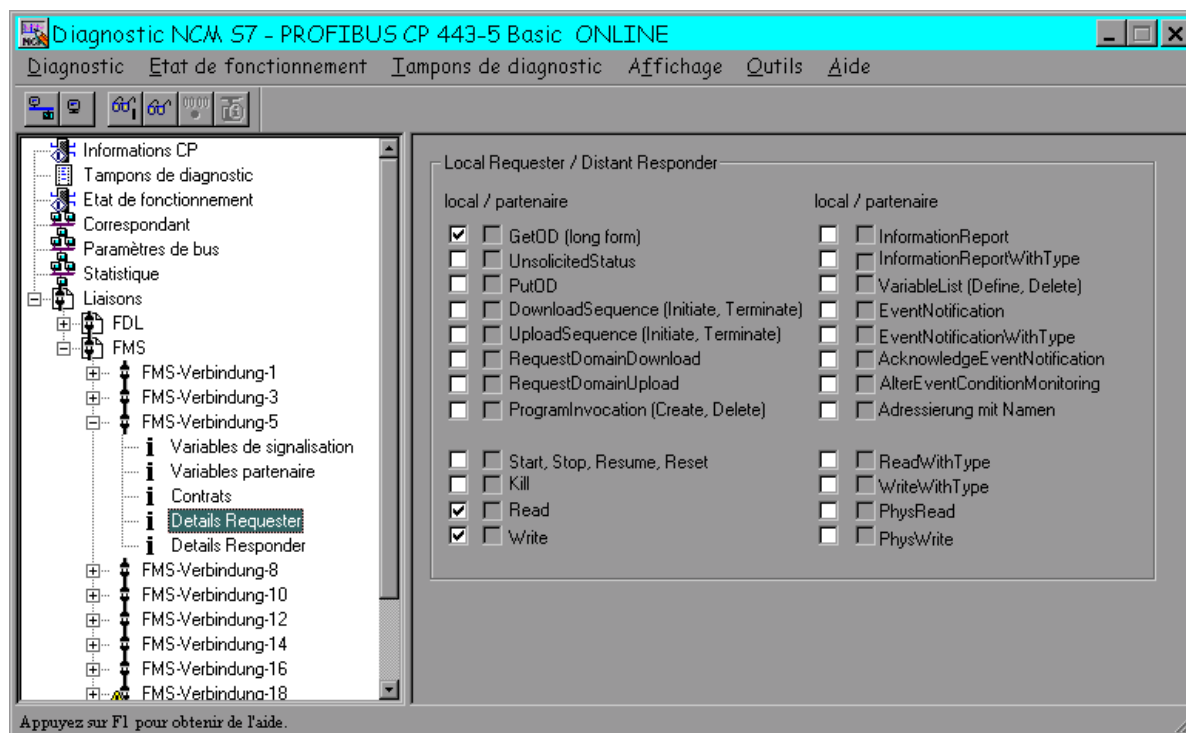 Diagnostic NCM S7 - PROFIBUS CP 443-5 Basic ONLINE
Diagnostic Etat de fonctionnement Tampons de diagnostic Affichage Outils Aide
Informations CP
Tampons de diagnostic
Etat de fonctionnement
Correspondant
Paramètres de bus
Statistique
Liaisons
FDL
FMS
FMS-Verbindung-1
FMS-Verbindung-3
FMS-Verbindung-5
Variables de signalisation
Variables partenaire
Contrats
Details Requester
Details Responder
FMS-Verbindung-8
FMS-Verbindung-10
FMS-Verbindung-12
FMS-Verbindung-14
FMS-Verbindung-16
FMS-Verbindung-18
Local Requester / Distant Responder
local / partenaire
GetOD (long form)
UnsolicitedStatus
PutOD
DownloadSequence (Initiate, Terminate)
UploadSequence (Initiate, Terminate)
RequestDomainDownload
RequestDomainUpload
ProgramInvocation (Create, Delete)
Start, Stop, Resume, Reset
Kill
Read
Write
local / partenaire
InformationReport
InformationReportWithType
VariableList (Define, Delete)
EventNotification
EventNotificationWithType
AcknowledgeEventNotification
AlterEventConditionMonitoring
Adressierung mit Namen
ReadWithType
WriteWithType
PhysRead
PhysWrite
Appuyez sur F1 pour obtenir de l'aide.